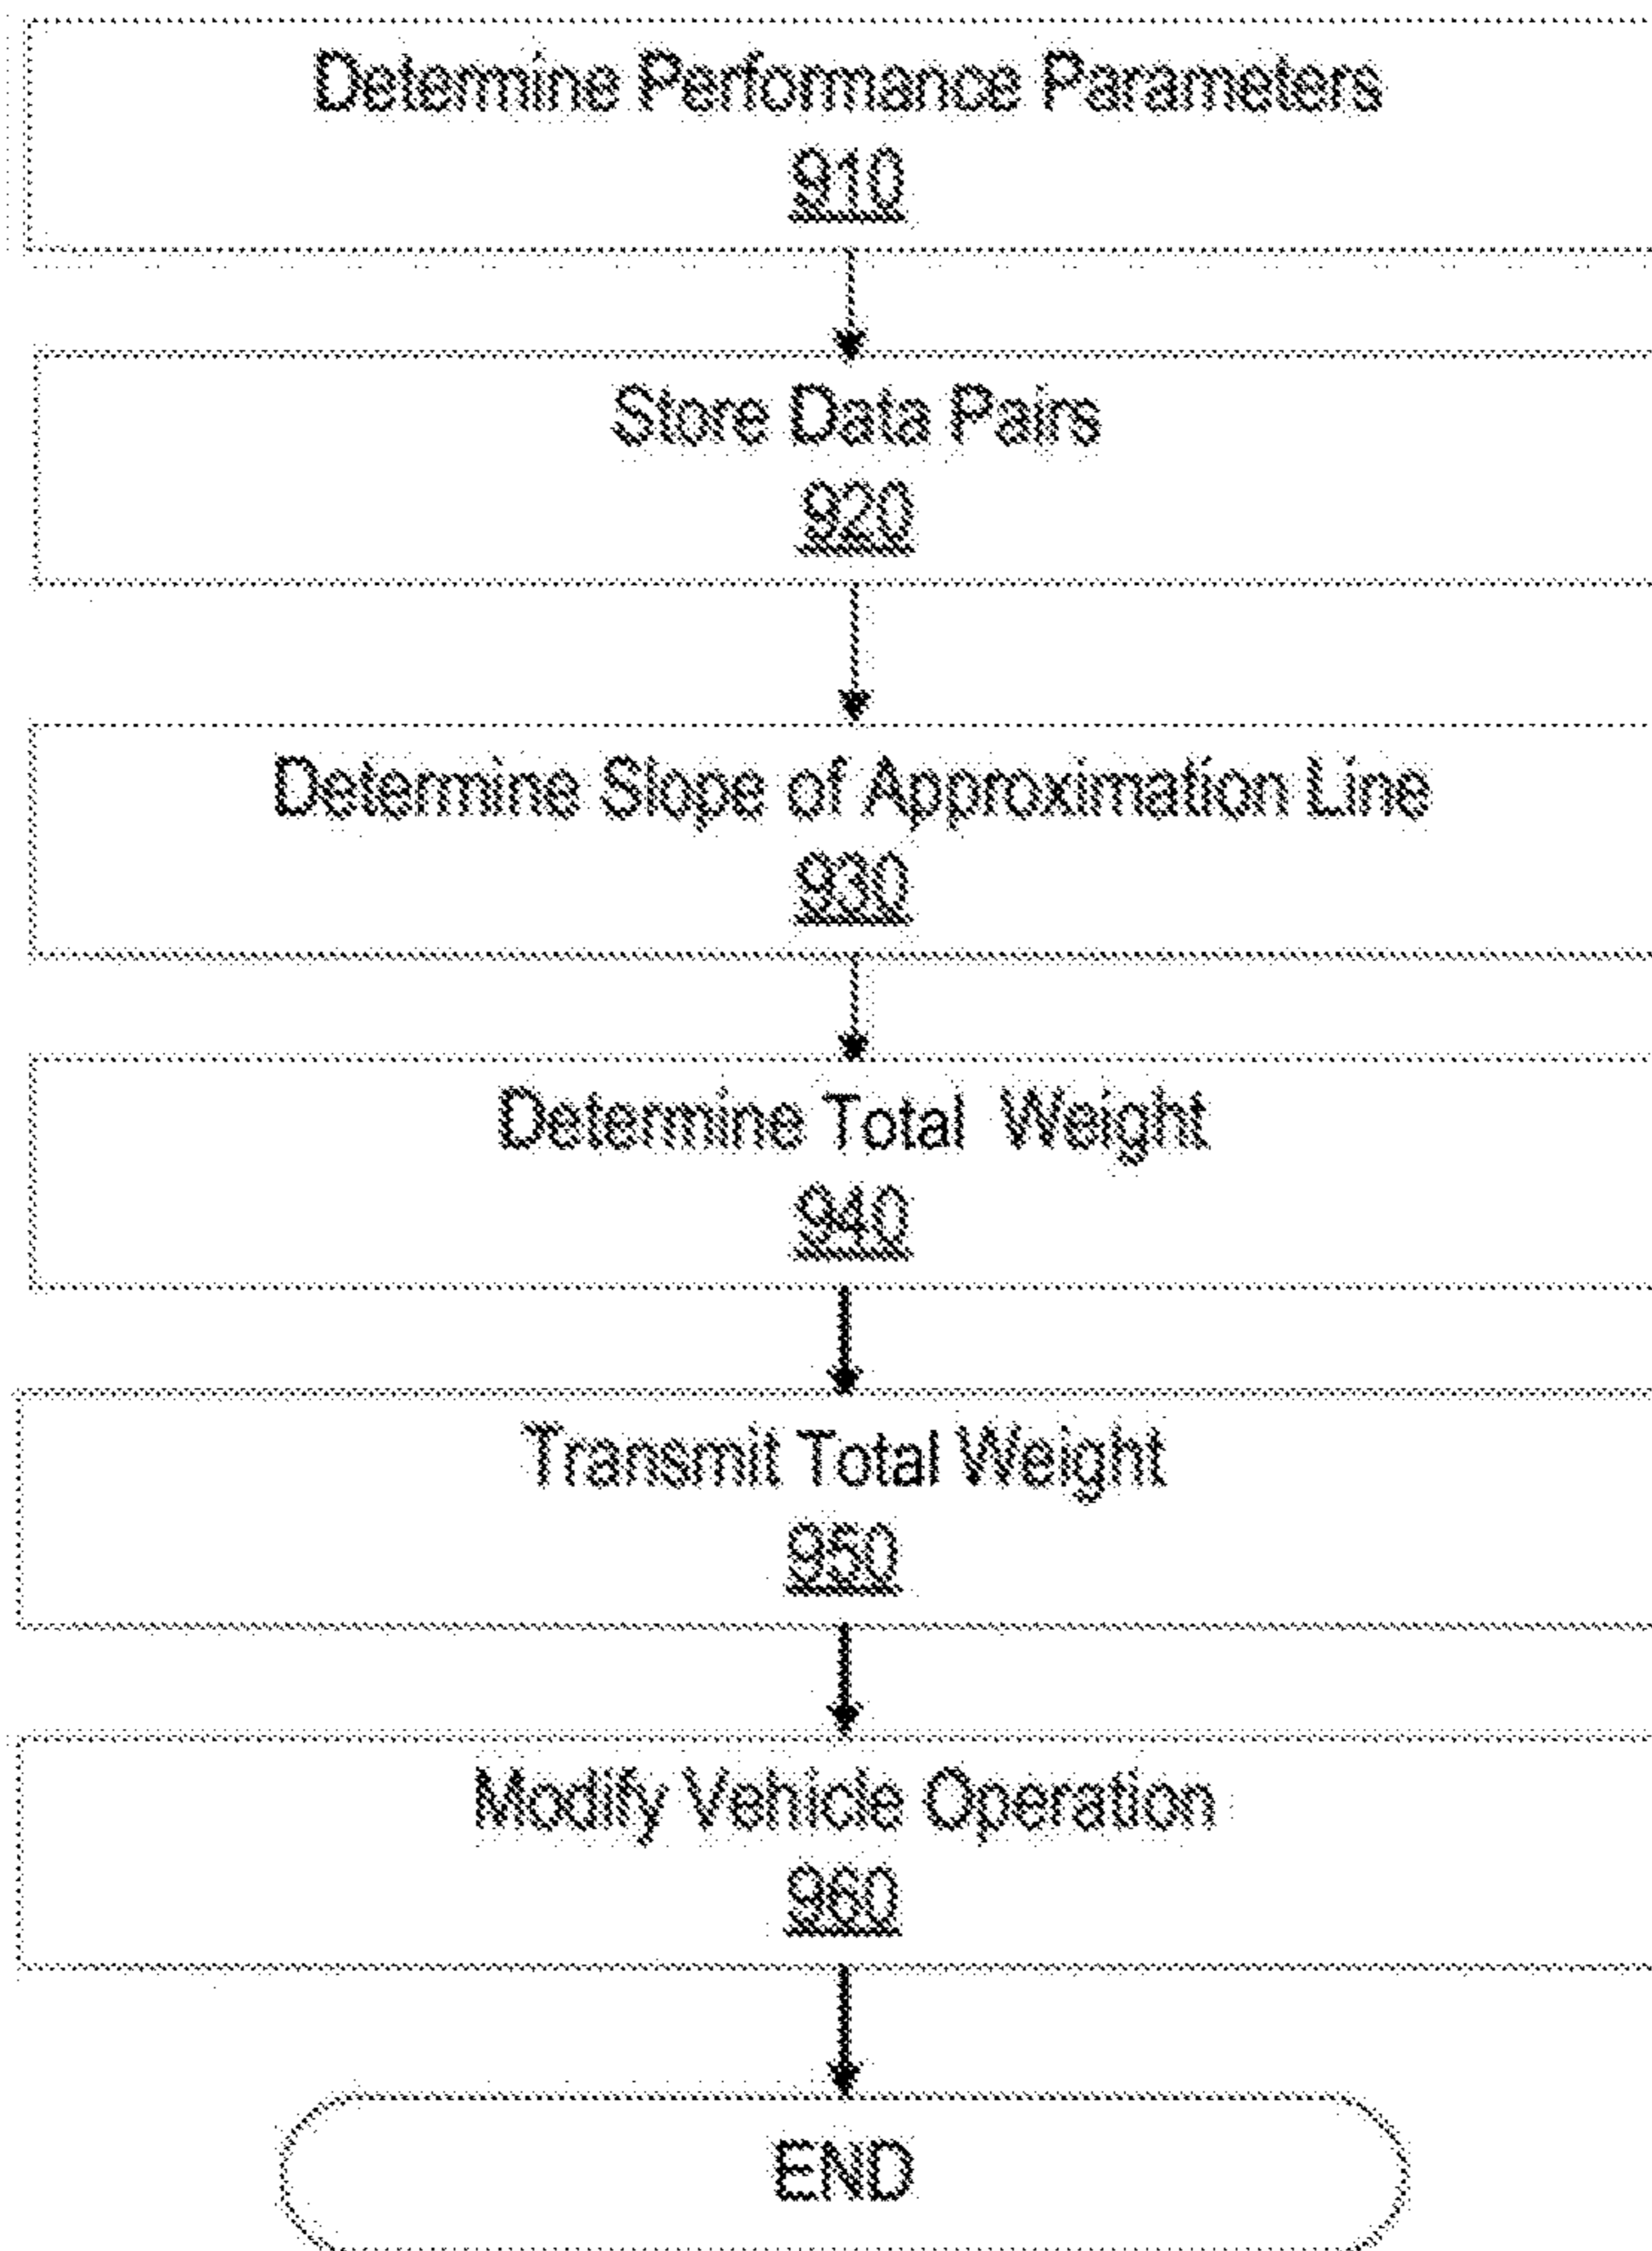 Determine Performance Parameters
910
Store Data Pairs
920
Determine Slope of Approximation Line
930
Determine Total Weight
940
Transmit Total Weight
950
Modify Vehicle Operation
960
END